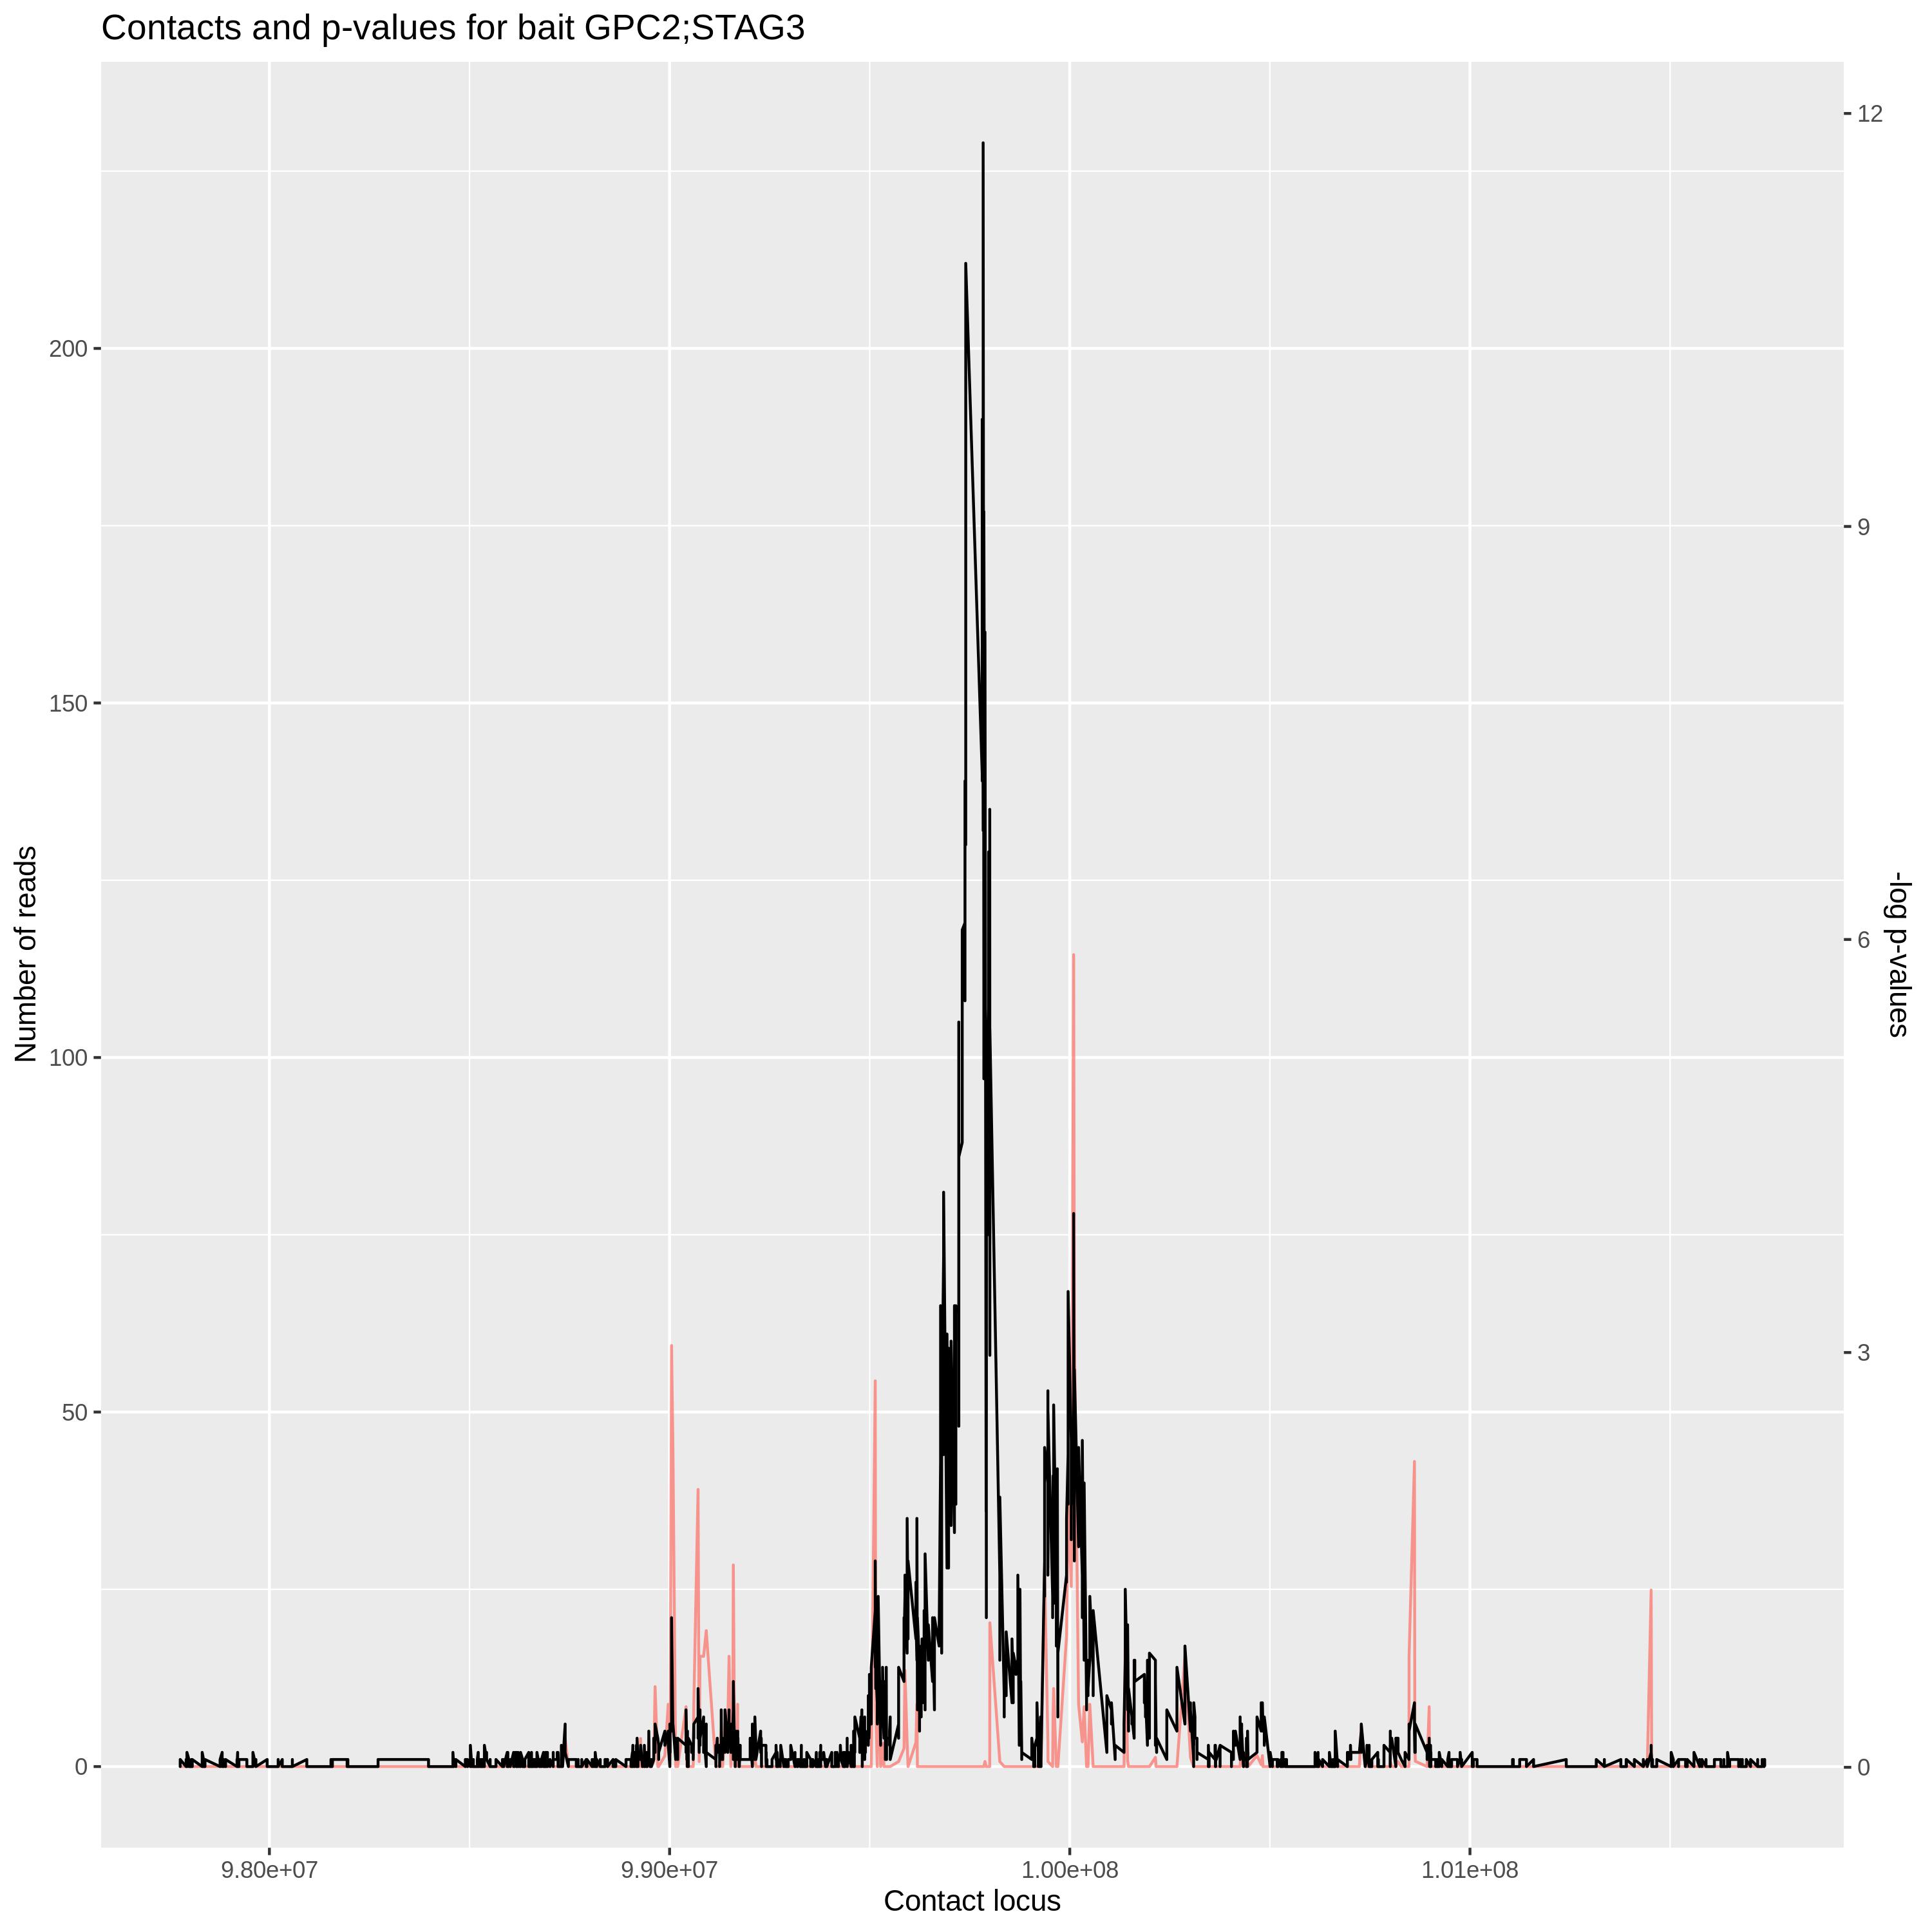 Contacts and p-values for bait GPC2;STAG3
12
9
6
3
0
-log p-values
200
150
100
50
0
Number of reads
9.80e+07
9.90e+07
1.00e+08
1.01e+08
Contact locus